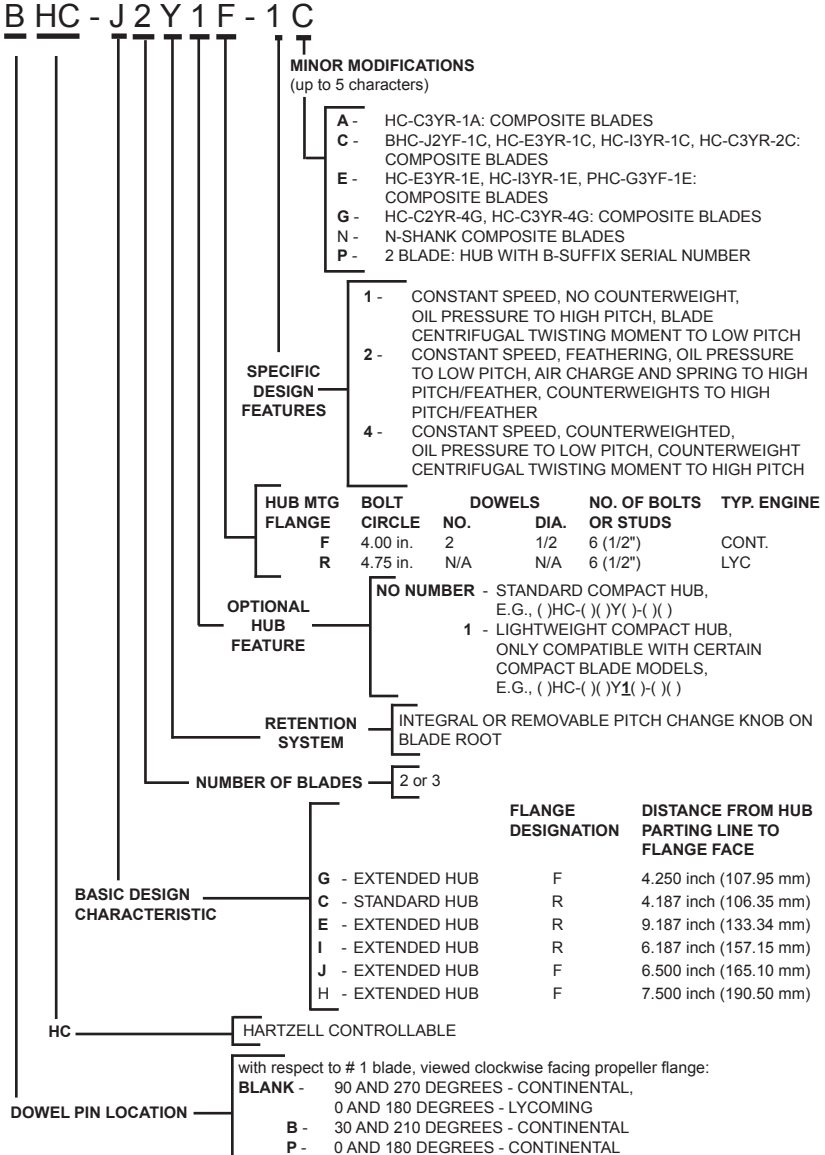 B HC - J 2 Y 1 F - 1 C
MINOR MODIFICATIONS
(up to 5 characters)
A - HC-C3YR-1A: COMPOSITE BLADES
C - BHC-J2YF-1C, HC-E3YR-1C, HC-I3YR-1C, HC-C3YR-2C:
COMPOSITE BLADES
E - HC-E3YR-1E, HC-I3YR-1E, PHC-G3YF-1E:
COMPOSITE BLADES
G - HC-C2YR-4G, HC-C3YR-4G: COMPOSITE BLADES
N - N-SHANK COMPOSITE BLADES
P - 2 BLADE: HUB WITH B-SUFFIX SERIAL NUMBER
SPECIFIC
DESIGN
FEATURES
1 - CONSTANT SPEED, NO COUNTERWEIGHT,
OIL PRESSURE TO HIGH PITCH, BLADE
CENTRIFUGAL TWISTING MOMENT TO LOW PITCH
2 - CONSTANT SPEED, FEATHERING, OIL PRESSURE
TO LOW PITCH, AIR CHARGE AND SPRING TO HIGH
PITCH/FEATHER, COUNTERWEIGHTS TO HIGH
PITCH/FEATHER
4 - CONSTANT SPEED, COUNTERWEIGHTED,
OIL PRESSURE TO LOW PITCH, COUNTERWEIGHT
CENTRIFUGAL TWISTING MOMENT TO HIGH PITCH
HUB MTG BOLT DOWELS NO. OF BOLTS TYP. ENGINE
FLANGE CIRCLE NO. DIA. OR STUDS
F 4.00 in. 2 1/2 6 (1/2") CONT.
R 4.75 in. N/A N/A 6 (1/2") LYC
OPTIONAL
HUB
FEATURE
NO NUMBER - STANDARD COMPACT HUB,
E.G., ( )HC-( )( )Y( )-( )( )
1 - LIGHTWEIGHT COMPACT HUB,
ONLY COMPATIBLE WITH CERTAIN
COMPACT BLADE MODELS,
E.G., ( )HC-( )( )Y1( )-( )( )
RETENTION
SYSTEM
INTEGRAL OR REMOVABLE PITCH CHANGE KNOB ON
BLADE ROOT
NUMBER OF BLADES 2 or 3
BASIC DESIGN
CHARACTERISTIC
FLANGE DISTANCE FROM HUB
DESIGNATION PARTING LINE TO
FLANGE FACE
G - EXTENDED HUB F 4.250 inch (107.95 mm)
C - STANDARD HUB R 4.187 inch (106.35 mm)
E - EXTENDED HUB R 9.187 inch (133.34 mm)
I - EXTENDED HUB R 6.187 inch (157.15 mm)
J - EXTENDED HUB F 6.500 inch (165.10 mm)
H - EXTENDED HUB F 7.500 inch (190.50 mm)
HC HARTZELL CONTROLLABLE
DOWEL PIN LOCATION
with respect to # 1 blade, viewed clockwise facing propeller flange:
BLANK - 90 AND 270 DEGREES - CONTINENTAL,
0 AND 180 DEGREES - LYCOMING
B - 30 AND 210 DEGREES - CONTINENTAL
P - 0 AND 180 DEGREES - CONTINENTAL